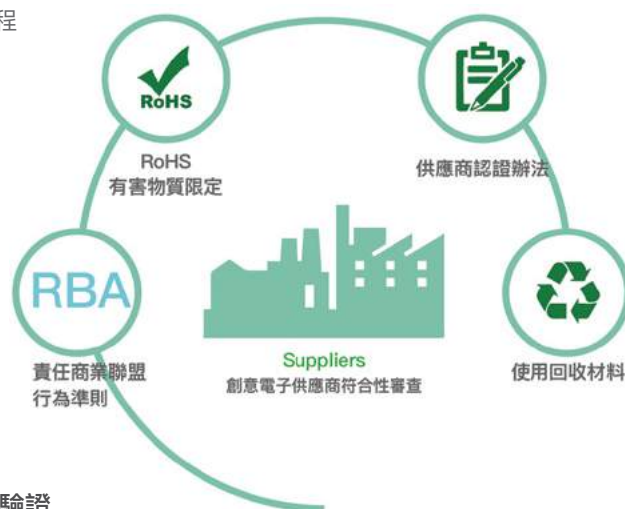 程
RoHS
RoHS
有害物質限定
供應商認證辦法
RBA
責任商業聯盟
行為準則
Suppliers
創意電子供應商符合性審查
使用回收材料
驗證